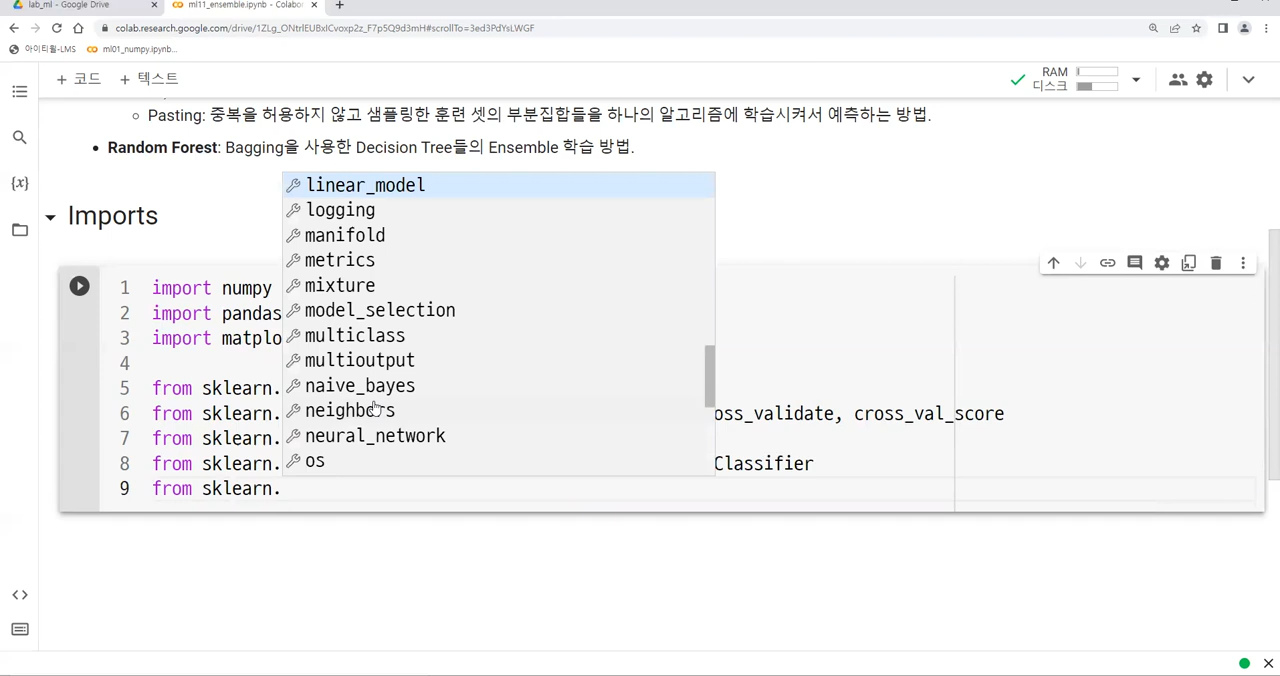 lab_ml - Google Drive
ml11_ensemble.ipynb - Colabor
colab.research.google.com/drive/1ZLg_ONtrlEUBxICvoxp2z_F7p5Q9d3mH#scrollTo=3ed3PdYsLWGF
아이티윌-LMS
ml01_numpy.ipynb...
+ 코드 + 텍스트
RAM
디스크
Pasting: 중복을 허용하지 않고 샘플링한 훈련 셋의 부분집합들을 하나의 알고리즘에 학습시켜서 예측하는 방법.
Random Forest: Bagging을 사용한 Decision Tree들의 Ensemble 학습 방법.
{x}
Imports
linear_model
logging
manifold
metrics
mixture
model_selection
multiclass
multioutput
naive_bayes
neighbors
neural_network
os
1 import numpy
2 import pandas
3 import matplo
4
5 from sklearn.
6 from sklearn. oss_validate, cross_val_score
7 from sklearn.
8 from sklearn. Classifier
9 from sklearn.